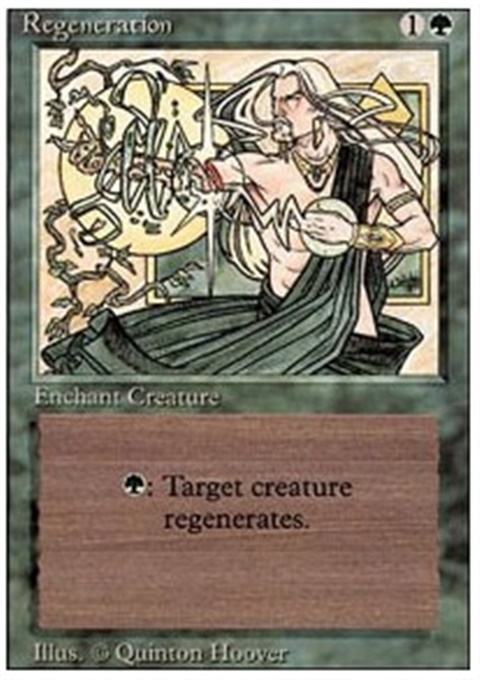 Regeneration 1
Enchant Creature
: Target creature
regenerates.
Illus. © Quinton Hoover